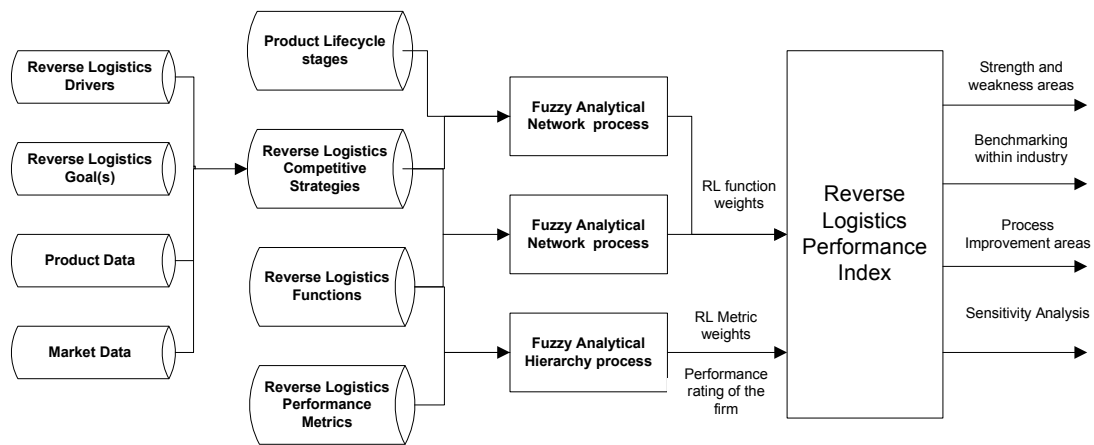 Reverse Logistics
Drivers
Reverse Logistics
Goal(s)
Product Data
Market Data
Product Lifecycle
stages
Reverse Logistics
Competitive
Strategies
Reverse Logistics
Functions
Reverse Logistics
Performance
Metrics
Fuzzy Analytical
Network process
Fuzzy Analytical
Network process
Fuzzy Analytical
Hierarchy process
RL function
weights
RL Metric
weights
Performance
rating of the
firm
Reverse
Logistics
Performance
Index
Strength and
weakness areas
Benchmarking
within industry
Process
Improvement areas
Sensitivity Analysis